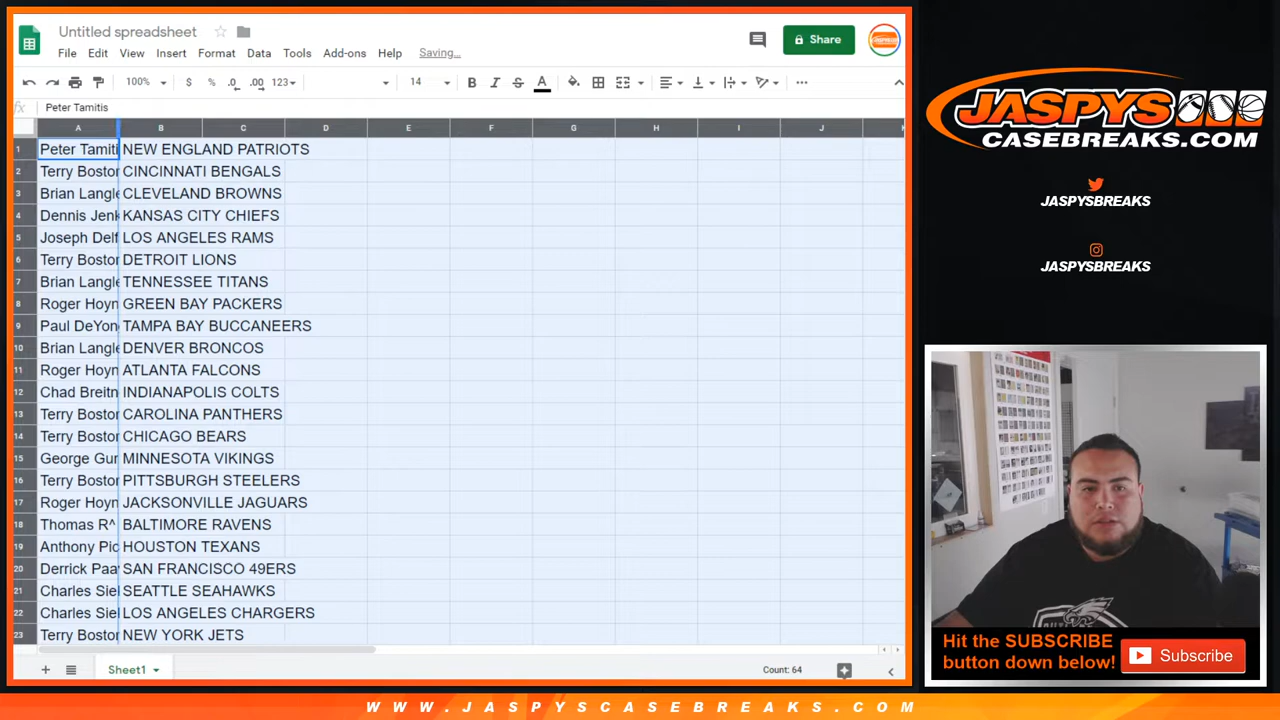 Untitled spreadsheet
File Edit View Insert Format Data Tools Add-ons Help Saving...
Share
100% $ % .0 .00 123 14 B I S A
fx Peter Tamitis
A B C D E F G H I J
1 Peter Tamiti NEW ENGLAND PATRIOTS
2 Terry Boston CINCINNATI BENGALS
3 Brian Langle CLEVELAND BROWNS
4 Dennis Jenk KANSAS CITY CHIEFS
5 Joseph Delf LOS ANGELES RAMS
6 Terry Boston DETROIT LIONS
7 Brian Langle TENNESSEE TITANS
8 Roger Hoyn GREEN BAY PACKERS
9 Paul DeYong TAMPA BAY BUCCANEERS
10 Brian Langle DENVER BRONCOS
11 Roger Hoyn ATLANTA FALCONS
12 Chad Breitn INDIANAPOLIS COLTS
13 Terry Boston CAROLINA PANTHERS
14 Terry Boston CHICAGO BEARS
15 George Gur MINNESOTA VIKINGS
16 Terry Boston PITTSBURGH STEELERS
17 Roger Hoyn JACKSONVILLE JAGUARS
18 Thomas R^ BALTIMORE RAVENS
19 Anthony Pic HOUSTON TEXANS
20 Derrick Paa SAN FRANCISCO 49ERS
21 Charles Siel SEATTLE SEAHAWKS
22 Charles Siel LOS ANGELES CHARGERS
23 Terry Boston NEW YORK JETS
Sheet1
Count: 64
JASPYS
CASEBREAKS.COM
JASPYSBREAKS
JASPYSBREAKS
Hit the SUBSCRIBE
button down below!
Subscribe
WWW.JASPYSCASEBREAKS.COM